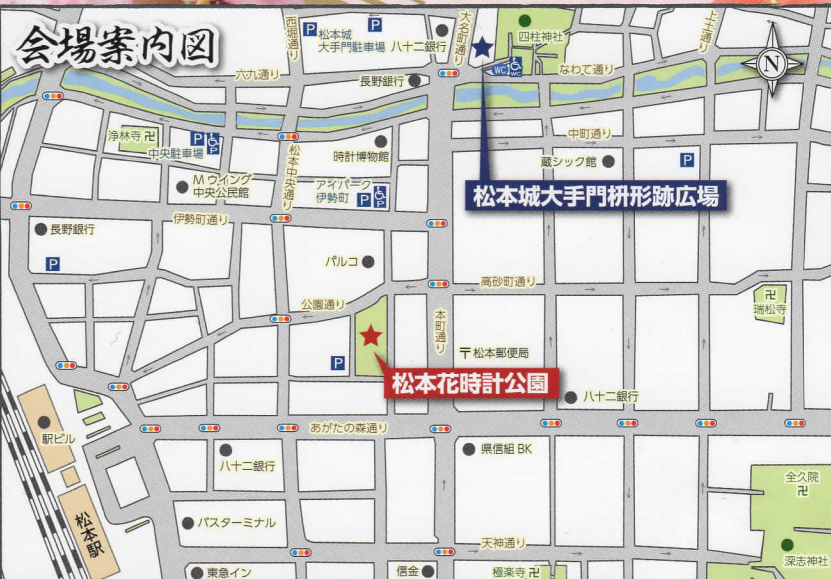 会場案内図
P 松本城
大手門駐車場
P
八十二銀行
西堀通り
大名町通り
四柱神社
上土通り
N
WC
WC
なわて通り
六九通り
長野銀行
中町通り
浄林寺 卍
中央駐車場
P
P
時計博物館
蔵シック館
P
Mウイング
中央公民館
松本中央通り
アイパーク
伊勢町
P
P
松本城大手門枡形跡広場
伊勢町通り
長野銀行
P
パルコ
高砂町通り
公園通り
本町通り
卍
瑞松寺
P
〒松本郵便局
松本花時計公園
八十二銀行
駅ビル
あがたの森通り
八十二銀行
県信組 BK
全久院
卍
松本駅
バスターミナル
天神通り
深志神社
東急イン
信金
極楽寺 卍